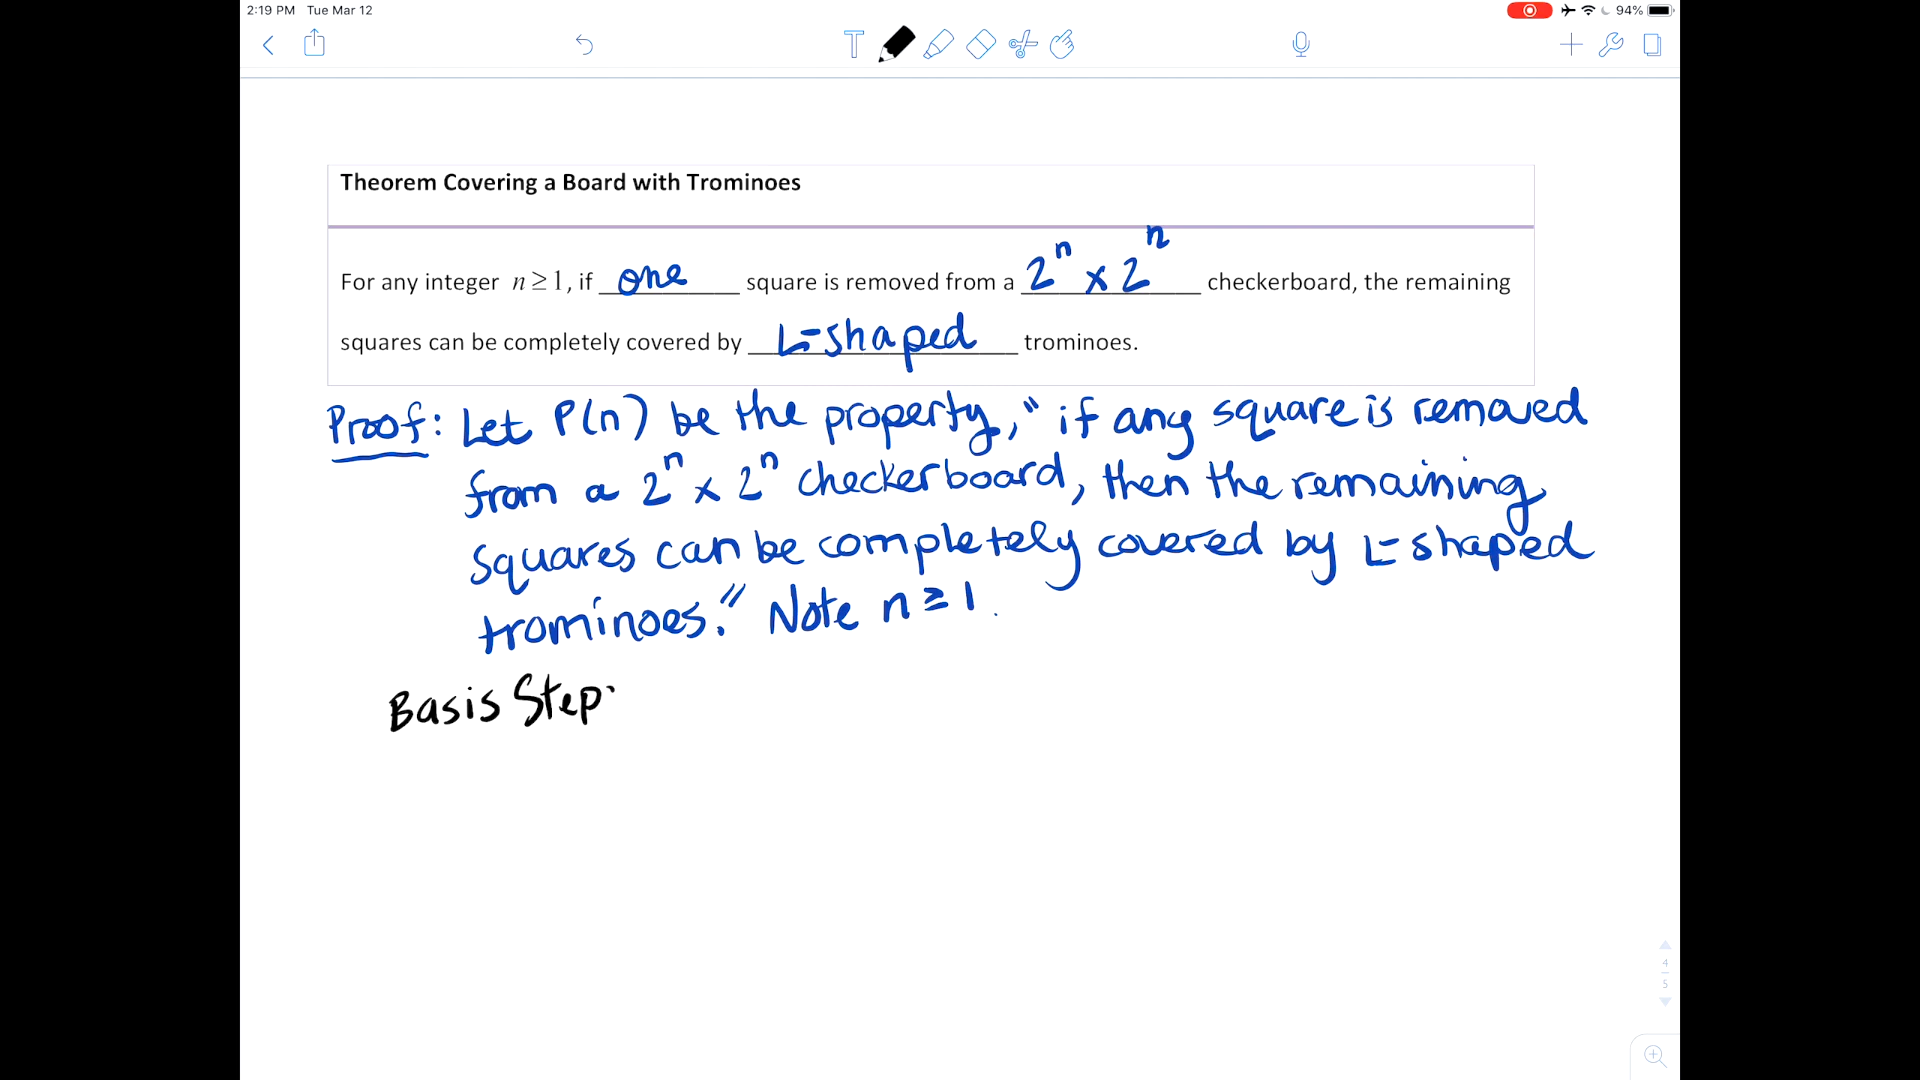 2:19 PM Tue Mar 12
94%
T
Theorem Covering a Board with Trominoes
For any integer n ≥ 1, if one square is removed from a 2^n × 2^n checkerboard, the remaining
squares can be completely covered by L-shaped trominoes.
Proof: Let P(n) be the property, "if any square is removed
from a 2^n × 2^n checkerboard, then the remaining
squares can be completely covered by L-shaped
trominoes." Note n ≥ 1.
Basis Step:
4
5